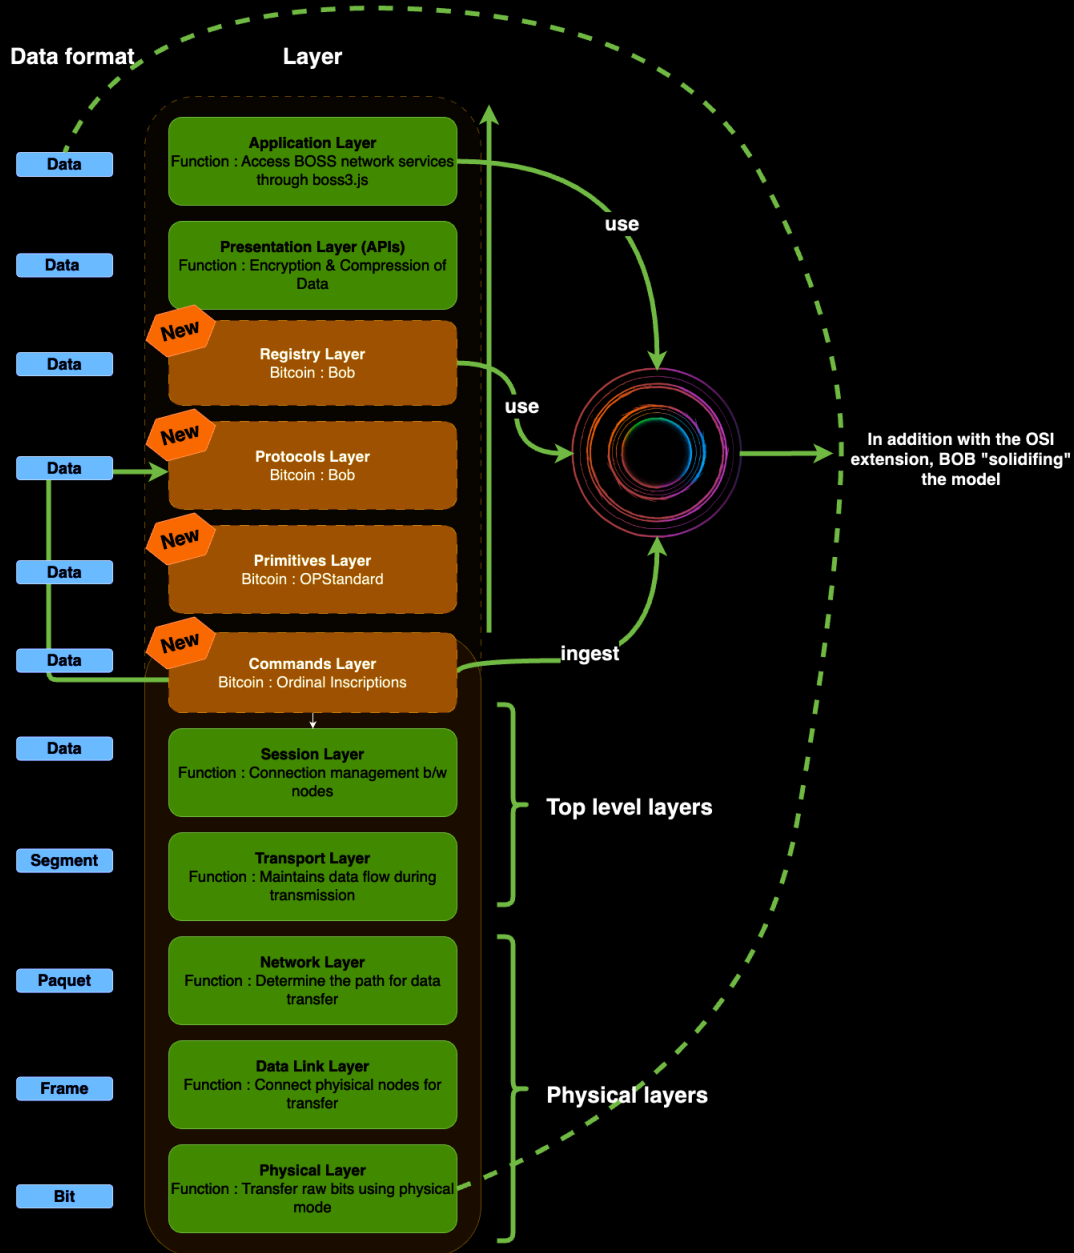 Data format
Layer
Data
Application Layer
Function : Access BOSS network services
through boss3.js
use
Data
Presentation Layer (APIs)
Function : Encryption & Compression of
Data
New
Data
Registry Layer
Bitcoin : Bob
use
New
Data
Protocols Layer
Bitcoin : Bob
In addition with the OSI
extension, BOB "solidifing"
the model
New
Data
Primitives Layer
Bitcoin : OPStandard
New
Data
Commands Layer
Bitcoin : Ordinal Inscriptions
ingest
Data
Session Layer
Function : Connection management b/w
nodes
Top level layers
Segment
Transport Layer
Function : Maintains data flow during
transmission
Paquet
Network Layer
Function : Determine the path for data
transfer
Frame
Data Link Layer
Function : Connect phyisical nodes for
transfer
Physical layers
Bit
Physical Layer
Function : Transfer raw bits using physical
mode